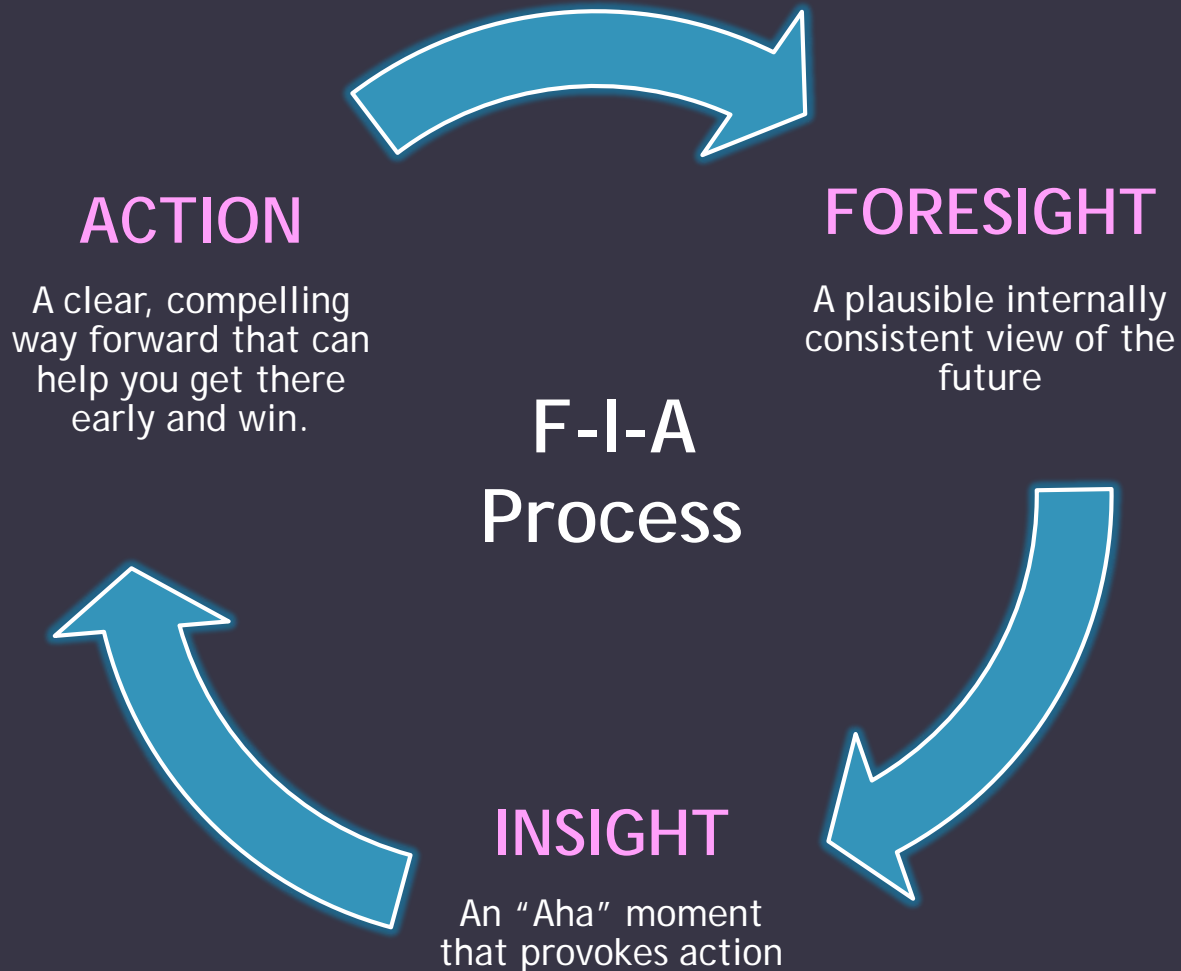 ACTION
A clear, compelling
way forward that can
help you get there
early and win.
FORESIGHT
A plausible internally
consistent view of the
future
F-I-A
Process
INSIGHT
An “Aha” moment
that provokes action